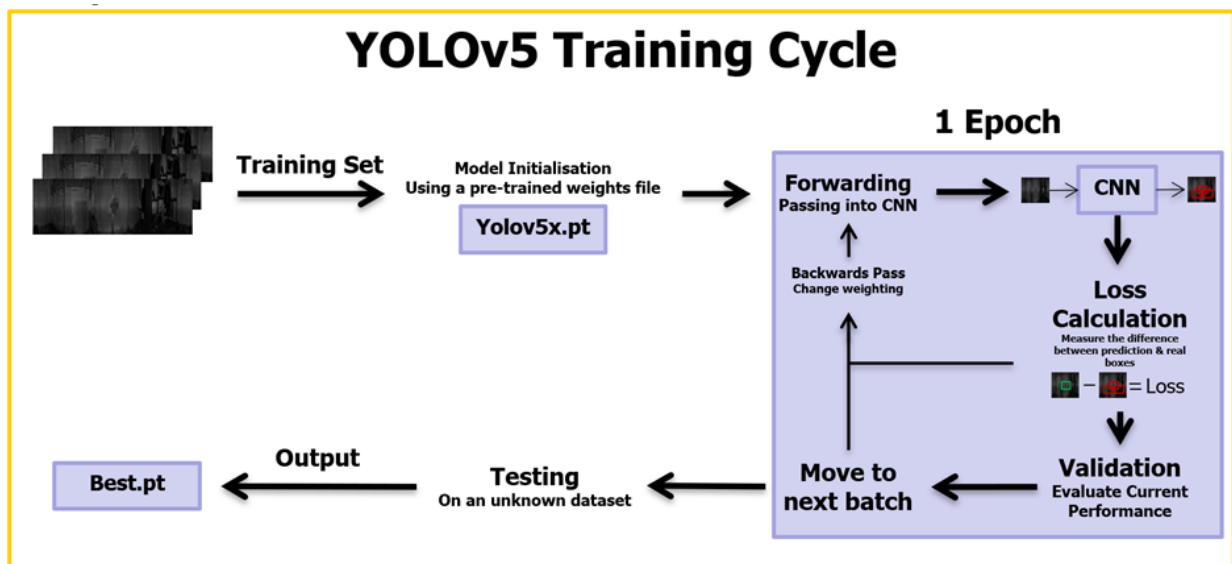 YOLOv5 Training Cycle
Training Set
Model Initialisation
Using a pre-trained weights file
Yolov5x.pt
1 Epoch
Forwarding
Passing into CNN
CNN
Backwards Pass
Change weighting
Loss
Calculation
Measure the difference
between prediction & real
boxes
– = Loss
Validation
Evaluate Current
Performance
Move to
next batch
Testing
On an unknown dataset
Output
Best.pt